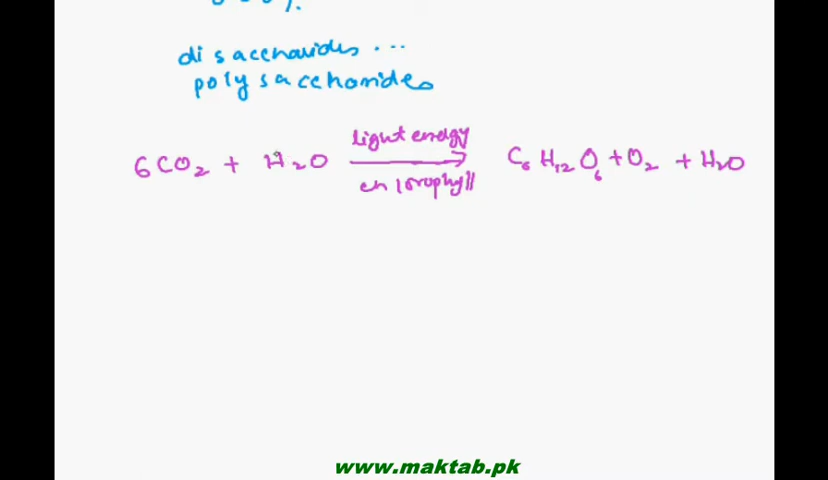 disaccharides ...
polysaccharides
6CO₂ + H₂O light energy chlorophyll C₆H₁₂O₆ + O₂ + H₂O
www.maktab.pk